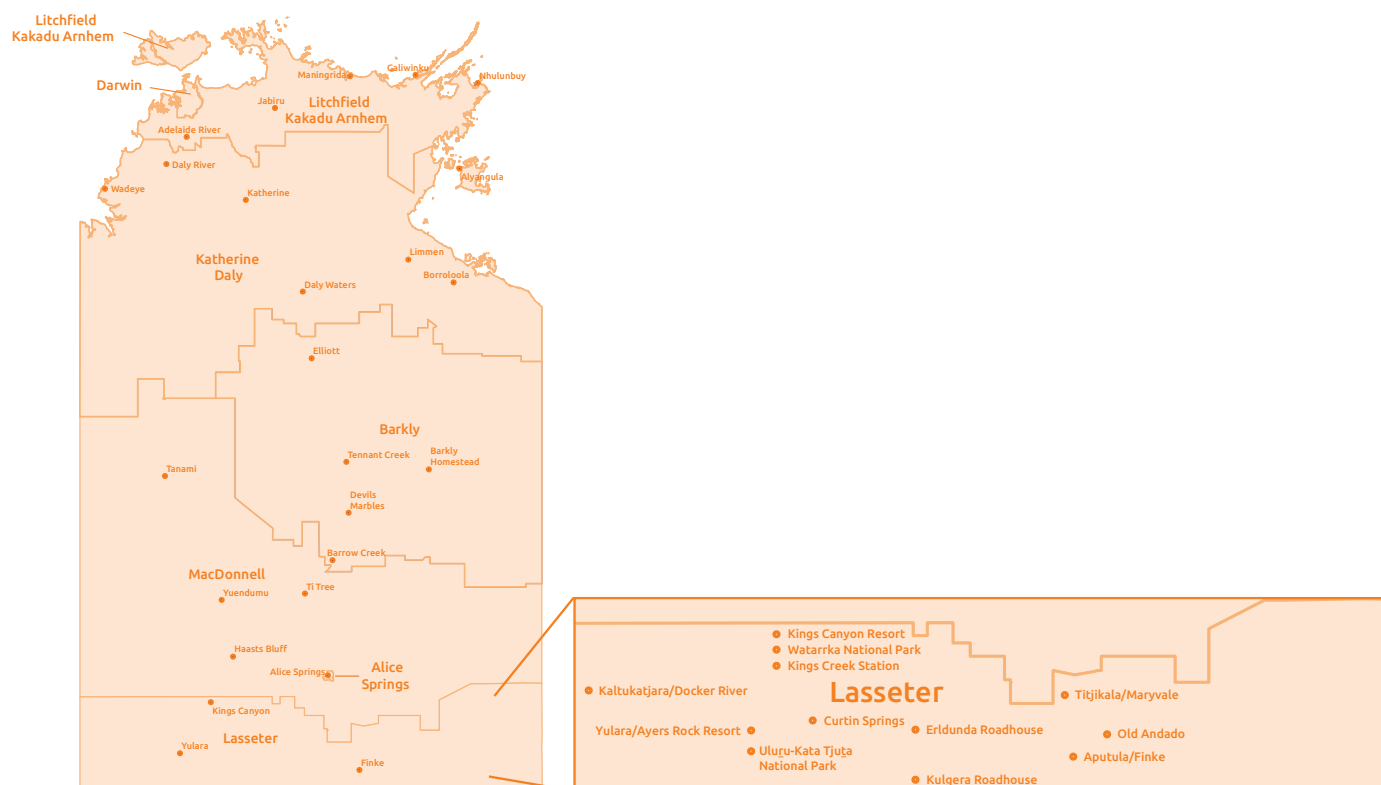 Litchfield
Kakadu Arnhem
Darwin
Maningrida
Galiwinku
Nhulunbuy
Jabiru
Litchfield
Kakadu Arnhem
Adelaide River
Daly River
Alyangula
Wadeye
Katherine
Katherine
Daly
Limmen
Borroloola
Daly Waters
Elliott
Barkly
Tennant Creek
Barkly
Homestead
Tanami
Devils
Marbles
Barrow Creek
MacDonnell
Yuendumu
Ti Tree
Haasts Bluff
Alice Springs
Alice
Springs
Kings Canyon
Lasseter
Yulara
Finke
Kings Canyon Resort
Watarrka National Park
Kings Creek Station
Lasseter
Kaltukatjara/Docker River
Titjikala/Maryvale
Curtin Springs
Yulara/Ayers Rock Resort
Erldunda Roadhouse
Old Andado
Uluṟu-Kata Tjuṯa
National Park
Aputula/Finke
Kulgera Roadhouse